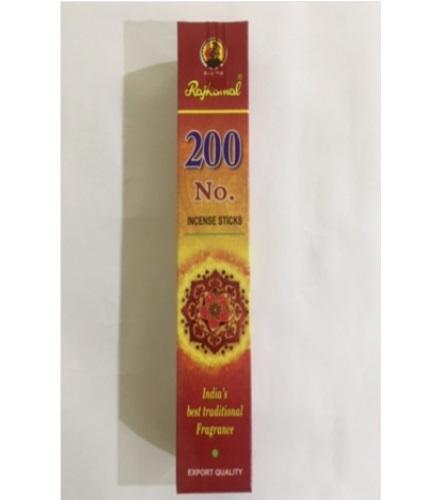 Rajkamal®
200
No.
INCENSE STICKS
India's
best traditional
Fragrance
EXPORT QUALITY